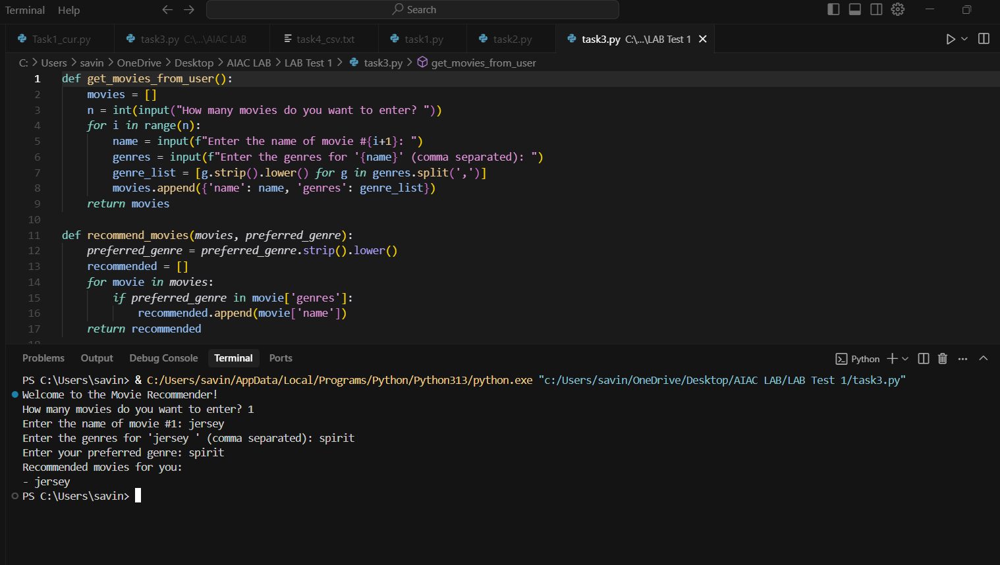 Terminal Help Search
Task1_cur.py task3.py C:\...\AIAC LAB task4_csv.txt task1.py task2.py task3.py C:\...\LAB Test 1
C: > Users > savin > OneDrive > Desktop > AIAC LAB > LAB Test 1 > task3.py > get_movies_from_user
1 def get_movies_from_user():
2     movies = []
3     n = int(input("How many movies do you want to enter? "))
4     for i in range(n):
5         name = input(f"Enter the name of movie #{i+1}: ")
6         genres = input(f"Enter the genres for '{name}' (comma separated): ")
7         genre_list = [g.strip().lower() for g in genres.split(',')]
8         movies.append({'name': name, 'genres': genre_list})
9     return movies
10
11 def recommend_movies(movies, preferred_genre):
12     preferred_genre = preferred_genre.strip().lower()
13     recommended = []
14     for movie in movies:
15         if preferred_genre in movie['genres']:
16             recommended.append(movie['name'])
17     return recommended
18
Problems Output Debug Console Terminal Ports Python
PS C:\Users\savin> & C:/Users/savin/AppData/Local/Programs/Python/Python313/python.exe "c:/Users/savin/OneDrive/Desktop/AIAC LAB/LAB Test 1/task3.py"
Welcome to the Movie Recommender!
How many movies do you want to enter? 1
Enter the name of movie #1: jersey
Enter the genres for 'jersey ' (comma separated): spirit
Enter your preferred genre: spirit
Recommended movies for you:
- jersey
PS C:\Users\savin>